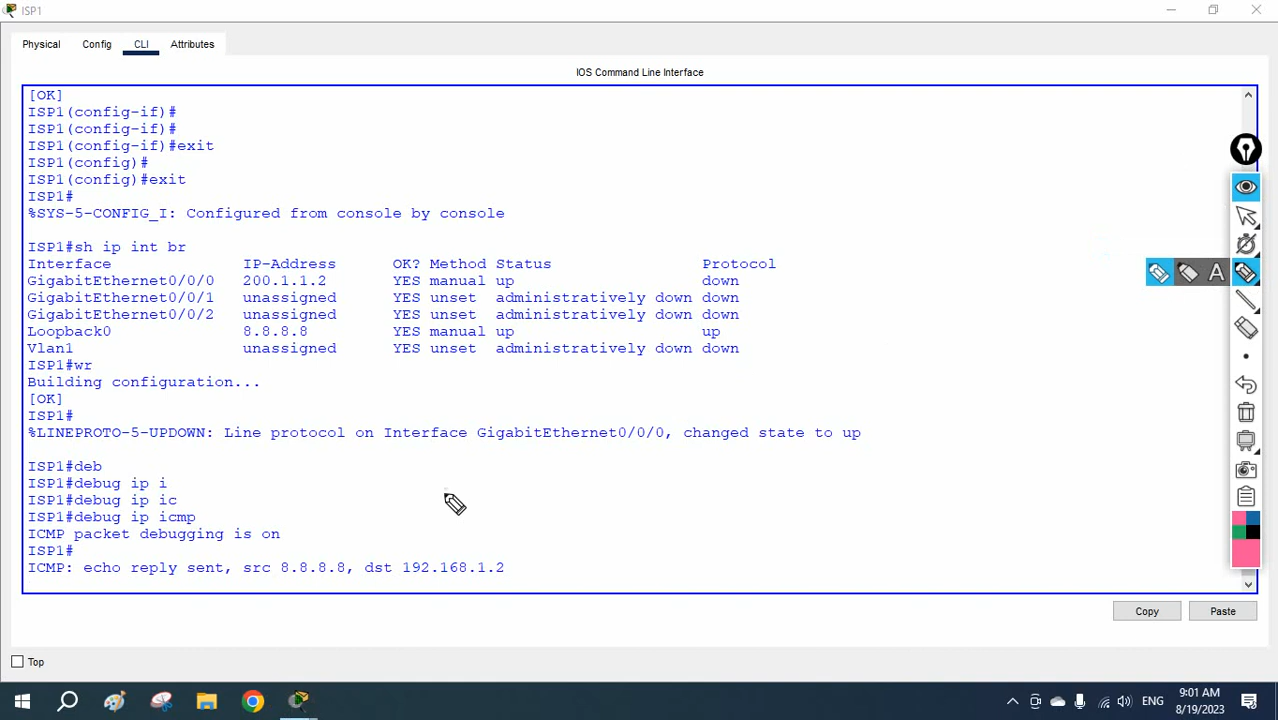 ISP1
Physical Config CLI Attributes
IOS Command Line Interface
[OK]
ISP1(config-if)#
ISP1(config-if)#
ISP1(config-if)#exit
ISP1(config)#
ISP1(config)#exit
ISP1#
%SYS-5-CONFIG_I: Configured from console by console
ISP1#sh ip int br
Interface IP-Address OK? Method Status Protocol
GigabitEthernet0/0/0 200.1.1.2 YES manual up down
GigabitEthernet0/0/1 unassigned YES unset administratively down down
GigabitEthernet0/0/2 unassigned YES unset administratively down down
Loopback0 8.8.8.8 YES manual up up
Vlan1 unassigned YES unset administratively down down
ISP1#wr
Building configuration...
[OK]
ISP1#
%LINEPROTO-5-UPDOWN: Line protocol on Interface GigabitEthernet0/0/0, changed state to up
ISP1#deb
ISP1#debug ip i
ISP1#debug ip ic
ISP1#debug ip icmp
ICMP packet debugging is on
ISP1#
ICMP: echo reply sent, src 8.8.8.8, dst 192.168.1.2
A
Copy Paste
Top
ENG
9:01 AM
8/19/2023